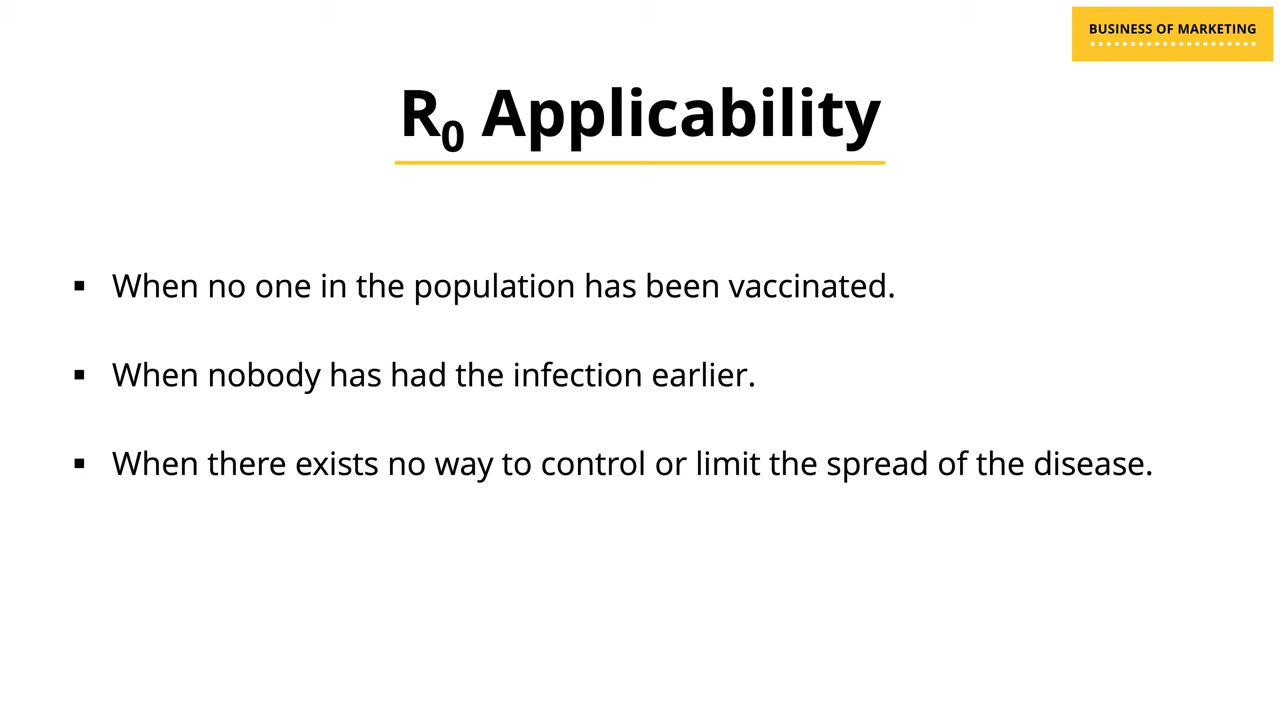 BUSINESS OF MARKETING
R₀ Applicability
▪ When no one in the population has been vaccinated.
▪ When nobody has had the infection earlier.
▪ When there exists no way to control or limit the spread of the disease.